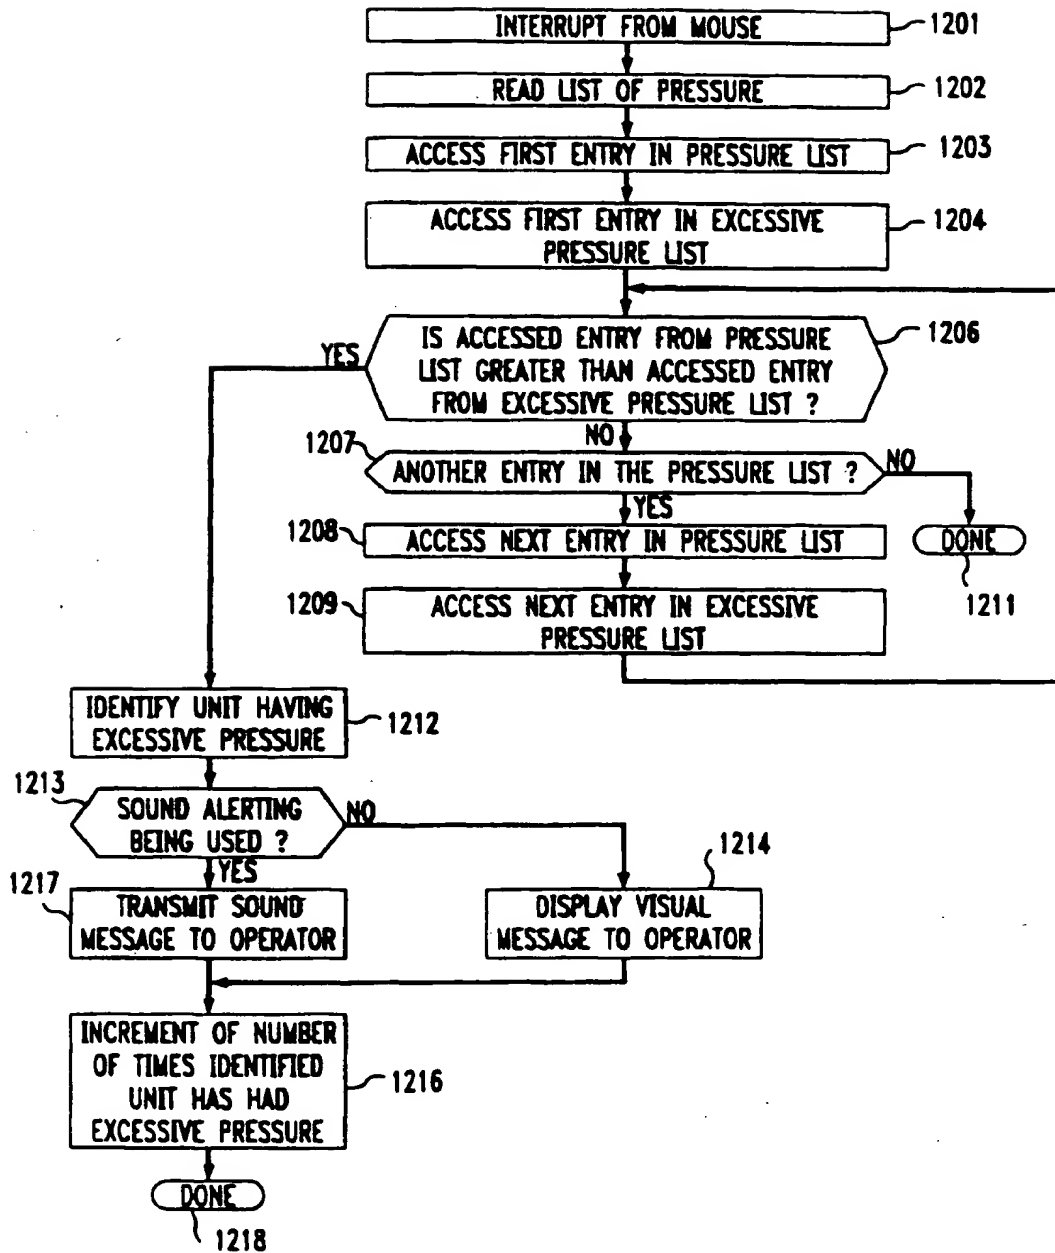 INTERRUPT FROM MOUSE
1201
READ LIST OF PRESSURE
1202
ACCESS FIRST ENTRY IN PRESSURE LIST
1203
ACCESS FIRST ENTRY IN EXCESSIVE
PRESSURE LIST
1204
IS ACCESSED ENTRY FROM PRESSURE
LIST GREATER THAN ACCESSED ENTRY
FROM EXCESSIVE PRESSURE LIST ?
1206
YES
NO
1207
ANOTHER ENTRY IN THE PRESSURE LIST ?
NO
YES
1208
ACCESS NEXT ENTRY IN PRESSURE LIST
DONE
1211
1209
ACCESS NEXT ENTRY IN EXCESSIVE
PRESSURE LIST
IDENTIFY UNIT HAVING
EXCESSIVE PRESSURE
1212
1213
SOUND ALERTING
BEING USED ?
NO
YES
1217
TRANSMIT SOUND
MESSAGE TO OPERATOR
1214
DISPLAY VISUAL
MESSAGE TO OPERATOR
INCREMENT OF NUMBER
OF TIMES IDENTIFIED
UNIT HAS HAD
EXCESSIVE PRESSURE
1216
DONE
1218